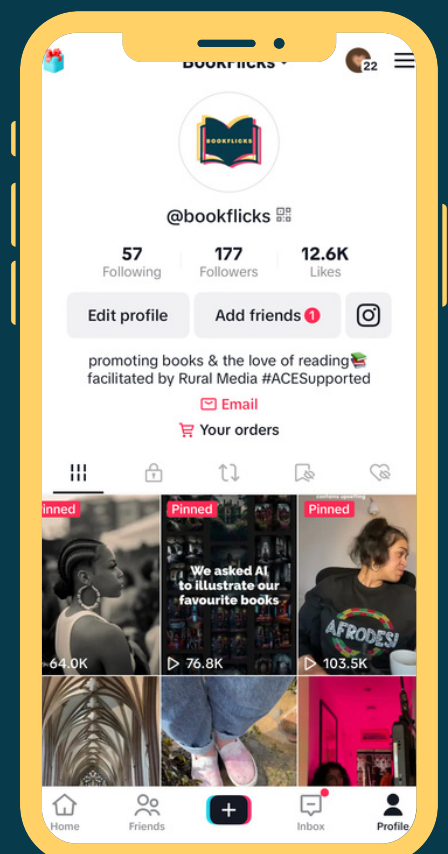 BookFlicks
22
BOOKFLICKS
@bookflicks
57 177 12.6K
Following Followers Likes
Edit profile Add friends 1
promoting books & the love of reading📚
facilitated by Rural Media #ACESupported
Email
Your orders
Pinned Pinned Pinned
We asked AI
to illustrate our
favourite books
AFRODESI
64.0K 76.8K 103.5K
Home Friends Inbox Profile